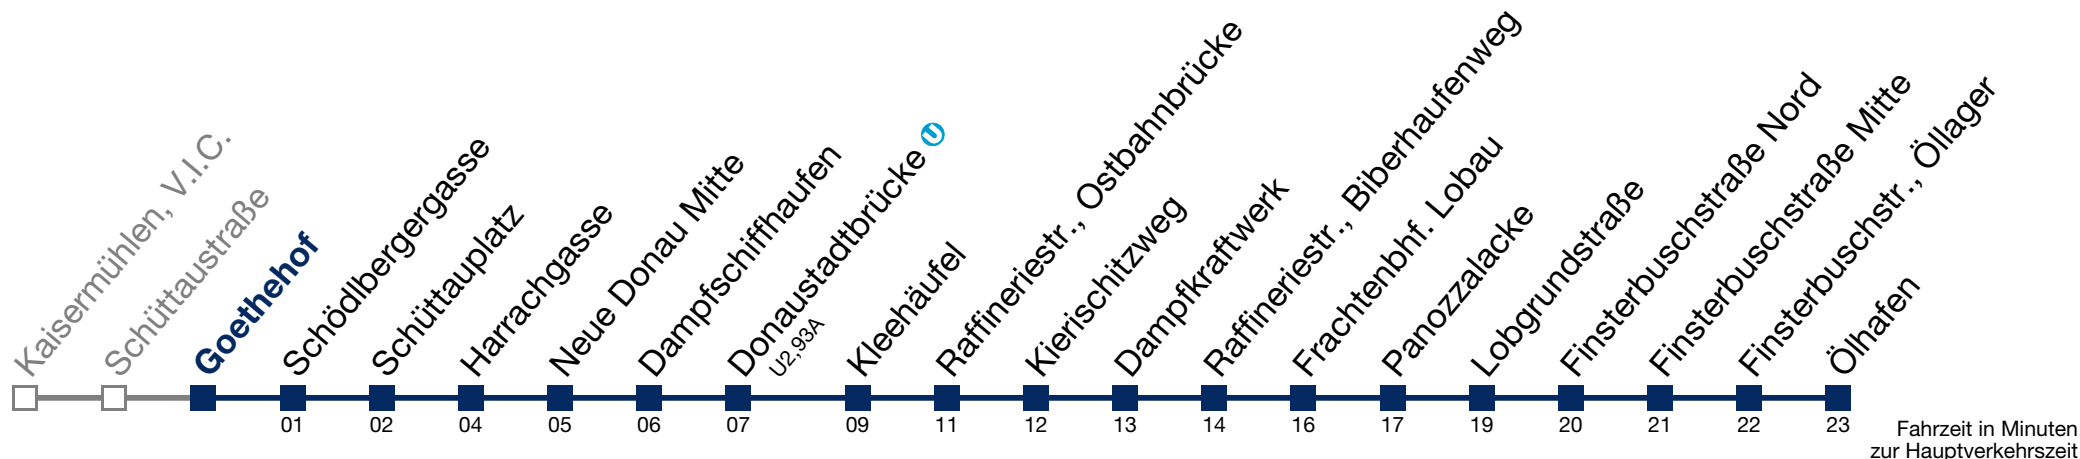 Kaisermühlen, V.I.C.
Schüttaustraße
Goethehof
Schödlbergergasse
Schüttauplatz
Harrachgasse
Neue Donau Mitte
Dampfschiffhaufen
Donaustadtbrücke U
U2,93A
Kleehäufel
Raffineriestr., Ostbahnbrücke
Kierischitzweg
Dampfkraftwerk
Raffineriestr., Biberhaufenweg
Frachtenbhf. Lobau
Panozzalacke
Lobgrundstraße
Finsterbuschstraße Nord
Finsterbuschstraße Mitte
Finsterbuschstr., Öllager
Ölhafen
01 02 04 05 06 07 09 11 12 13 14 16 17 19 20 21 22 23
Fahrzeit in Minuten
zur Hauptverkehrszeit